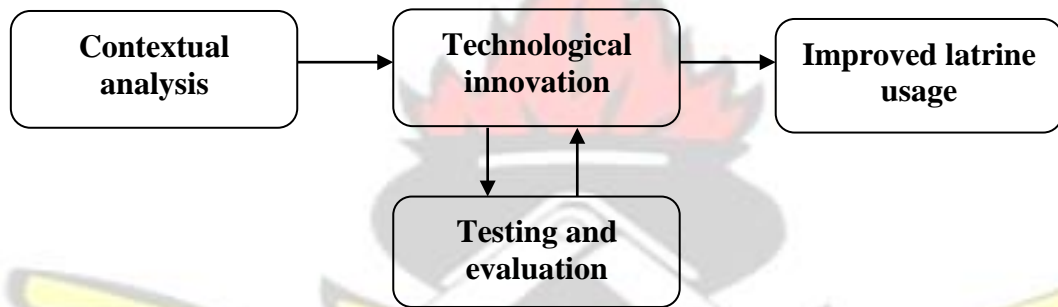 Contextual
analysis
Technological
innovation
Improved latrine
usage
Testing and
evaluation